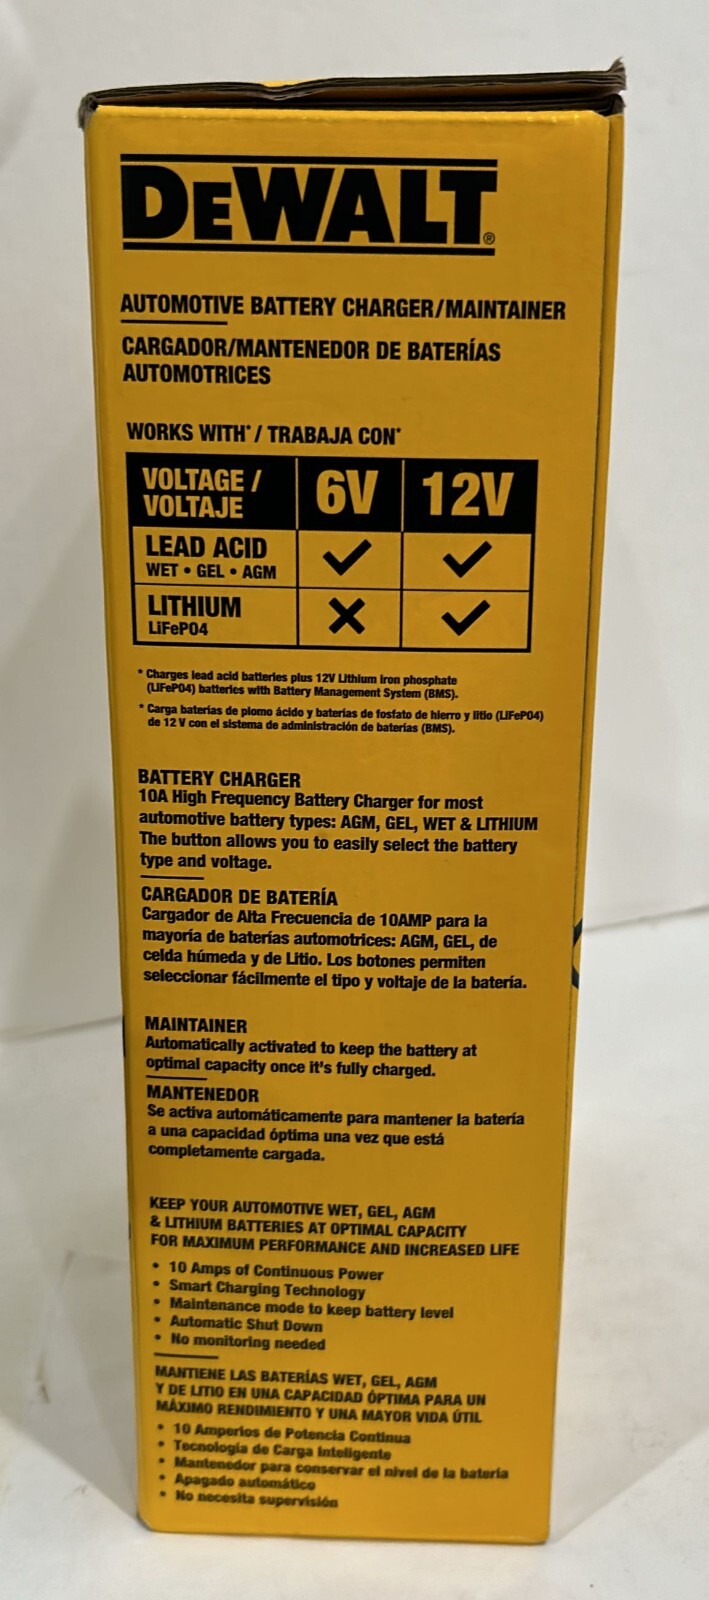 DEWALT®
AUTOMOTIVE BATTERY CHARGER/MAINTAINER
CARGADOR/MANTENEDOR DE BATERÍAS
AUTOMOTRICES
WORKS WITH* / TRABAJA CON*
VOLTAGE / 6V 12V
VOLTAJE
LEAD ACID ✓ ✓
WET • GEL • AGM
LITHIUM ✕ ✓
LiFePO4
* Charges lead acid batteries plus 12V Lithium Iron phosphate
(LiFePO4) batteries with Battery Management System (BMS).
* Carga baterías de plomo ácido y baterías de fosfato de hierro y litio (LiFePO4)
de 12 V con el sistema de administración de baterías (BMS).
BATTERY CHARGER
10A High Frequency Battery Charger for most
automotive battery types: AGM, GEL, WET & LITHIUM
The button allows you to easily select the battery
type and voltage.
CARGADOR DE BATERÍA
Cargador de Alta Frecuencia de 10AMP para la
mayoría de baterías automotrices: AGM, GEL, de
celda húmeda y de Litio. Los botones permiten
seleccionar fácilmente el tipo y voltaje de la batería.
MAINTAINER
Automatically activated to keep the battery at
optimal capacity once it's fully charged.
MANTENEDOR
Se activa automáticamente para mantener la batería
a una capacidad óptima una vez que está
completamente cargada.
KEEP YOUR AUTOMOTIVE WET, GEL, AGM
& LITHIUM BATTERIES AT OPTIMAL CAPACITY
FOR MAXIMUM PERFORMANCE AND INCREASED LIFE
• 10 Amps of Continuous Power
• Smart Charging Technology
• Maintenance mode to keep battery level
• Automatic Shut Down
• No monitoring needed
MANTIENE LAS BATERÍAS WET, GEL, AGM
Y DE LITIO EN UNA CAPACIDAD ÓPTIMA PARA UN
MÁXIMO RENDIMIENTO Y UNA MAYOR VIDA ÚTIL
• 10 Amperios de Potencia Continua
• Tecnología de Carga Inteligente
• Mantenedor para conservar el nivel de la batería
• Apagado automático
• No necesita supervisión